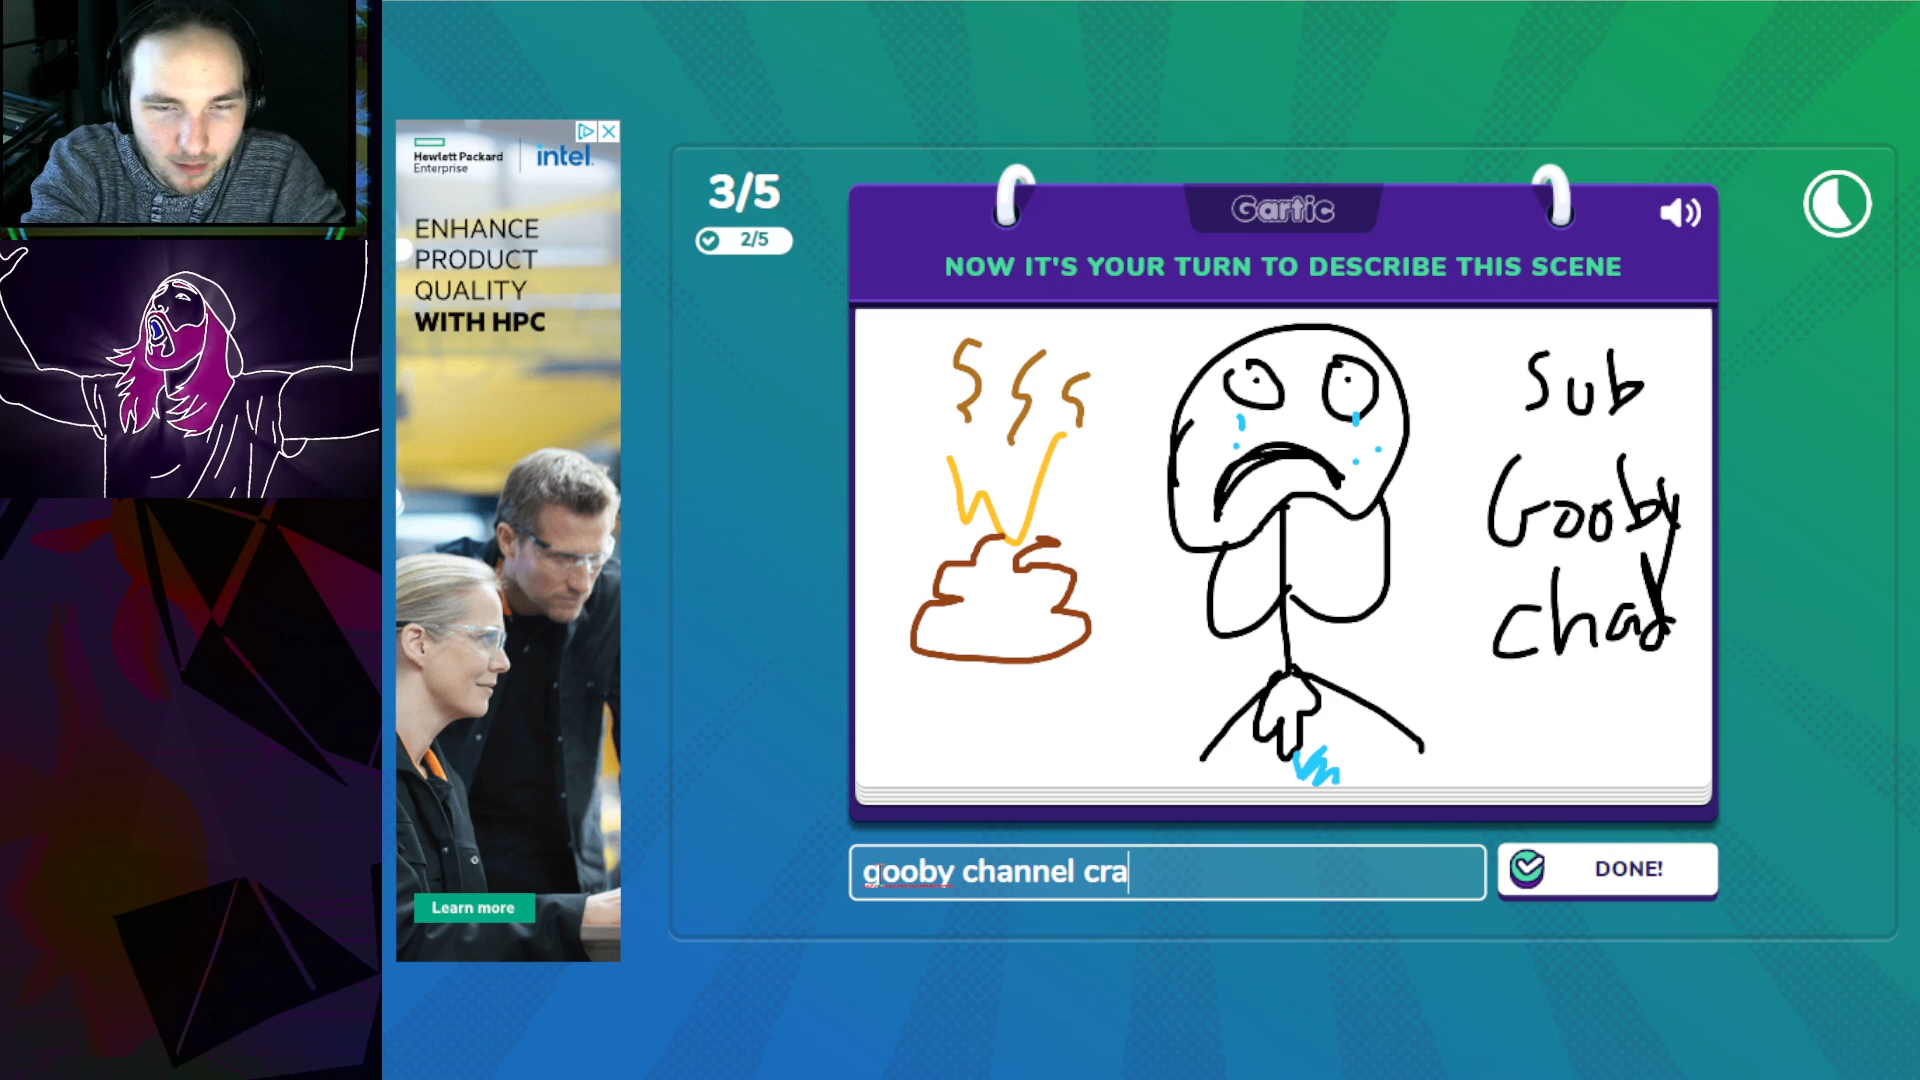 Hewlett Packard
Enterprise
intel.
ENHANCE
PRODUCT
QUALITY
WITH HPC
Learn more
3/5
2/5
Gartic
NOW IT'S YOUR TURN TO DESCRIBE THIS SCENE
W
Sub
Gooby
chad
gooby channel cra
DONE!